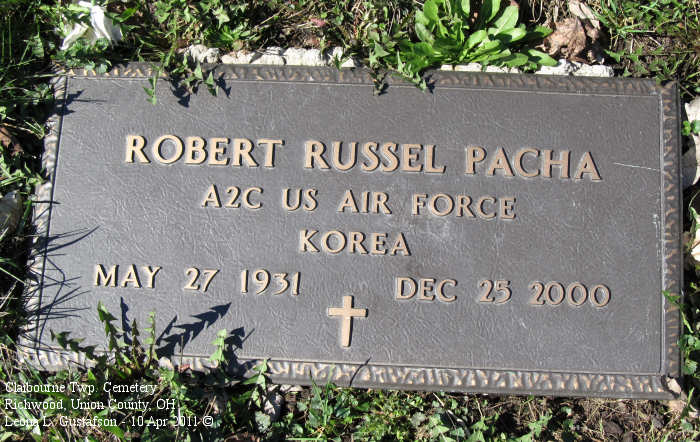 ROBERT RUSSEL PACHA
A2C US AIR FORCE
KOREA
MAY 27 1931 DEC 25 2000
Claibourne Twp. Cemetery
Richwood, Union County, OH
Leona L. Gustafson - 10 Apr 2011 ©